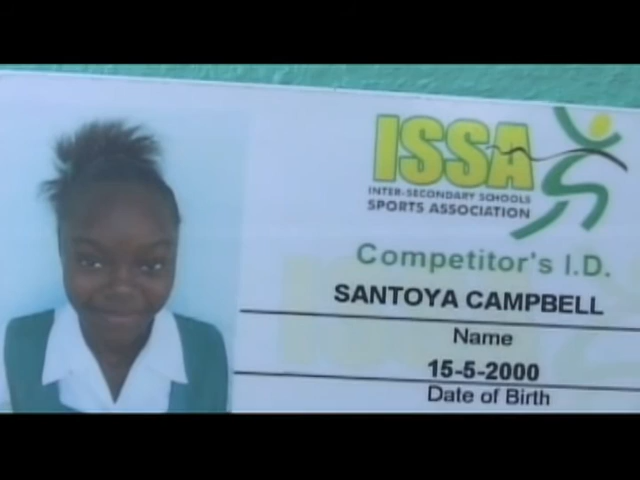 ISSA
INTER-SECONDARY SCHOOLS
SPORTS ASSOCIATION
Competitor's I.D.
SANTOYA CAMPBELL
Name
15-5-2000
Date of Birth